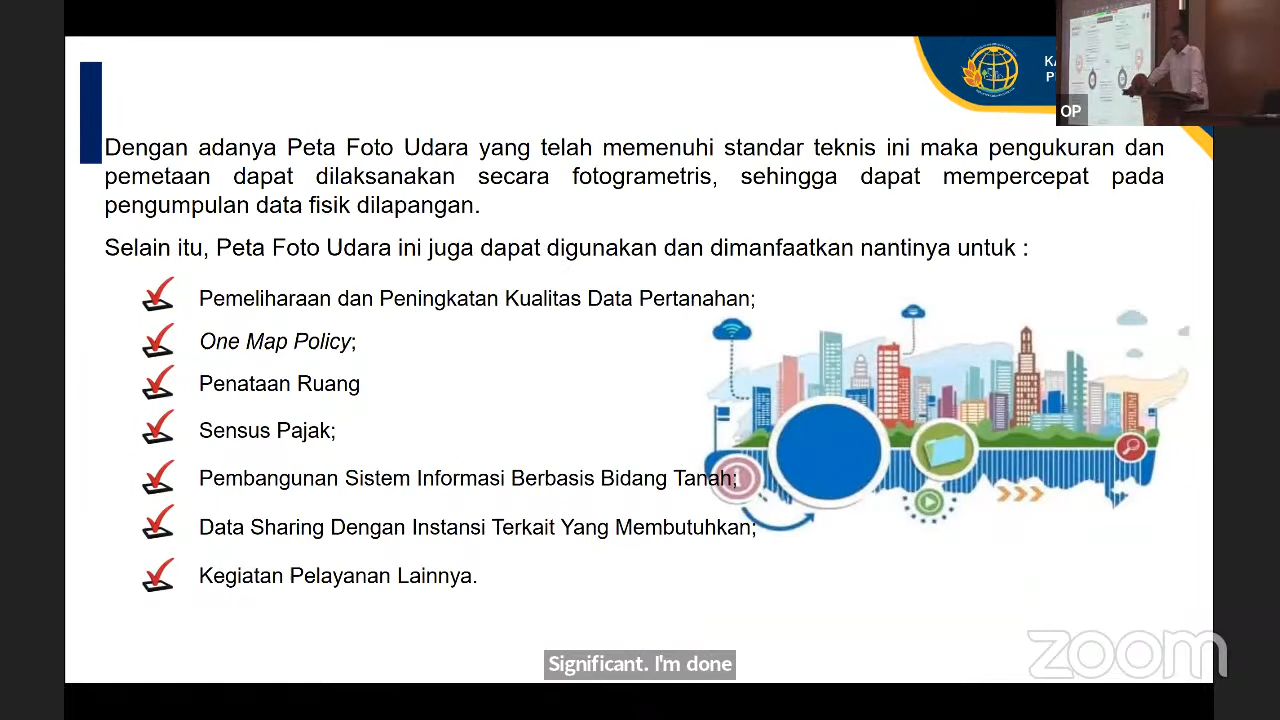 Dengan adanya Peta Foto Udara yang telah memenuhi standar teknis ini maka pengukuran dan
pemetaan dapat dilaksanakan secara fotogrametris, sehingga dapat mempercepat pada
pengumpulan data fisik dilapangan.
Selain itu, Peta Foto Udara ini juga dapat digunakan dan dimanfaatkan nantinya untuk :
Pemeliharaan dan Peningkatan Kualitas Data Pertanahan;
One Map Policy;
Penataan Ruang
Sensus Pajak;
Pembangunan Sistem Informasi Berbasis Bidang Tanah;
Data Sharing Dengan Instansi Terkait Yang Membutuhkan;
Kegiatan Pelayanan Lainnya.
OP
Significant. I'm done
zoom